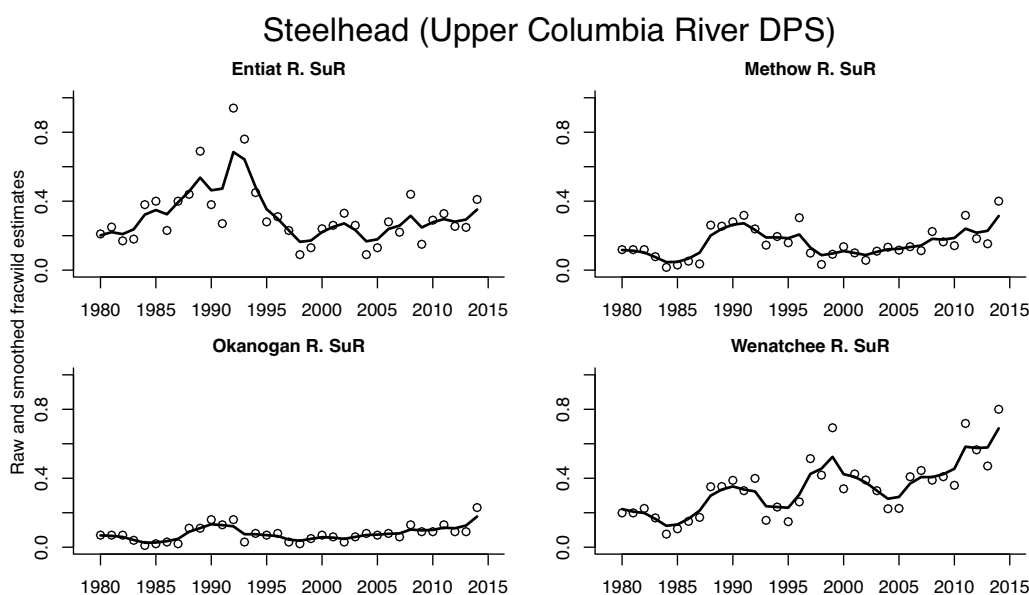 Steelhead (Upper Columbia River DPS)
Raw and smoothed fracwild estimates
Entiat R. SuR
0.8
0.4
0.0
1980 1985 1990 1995 2000 2005 2010 2015
Methow R. SuR
0.8
0.4
0.0
1980 1985 1990 1995 2000 2005 2010 2015
Okanogan R. SuR
0.8
0.4
0.0
1980 1985 1990 1995 2000 2005 2010 2015
Wenatchee R. SuR
0.8
0.4
0.0
1980 1985 1990 1995 2000 2005 2010 2015